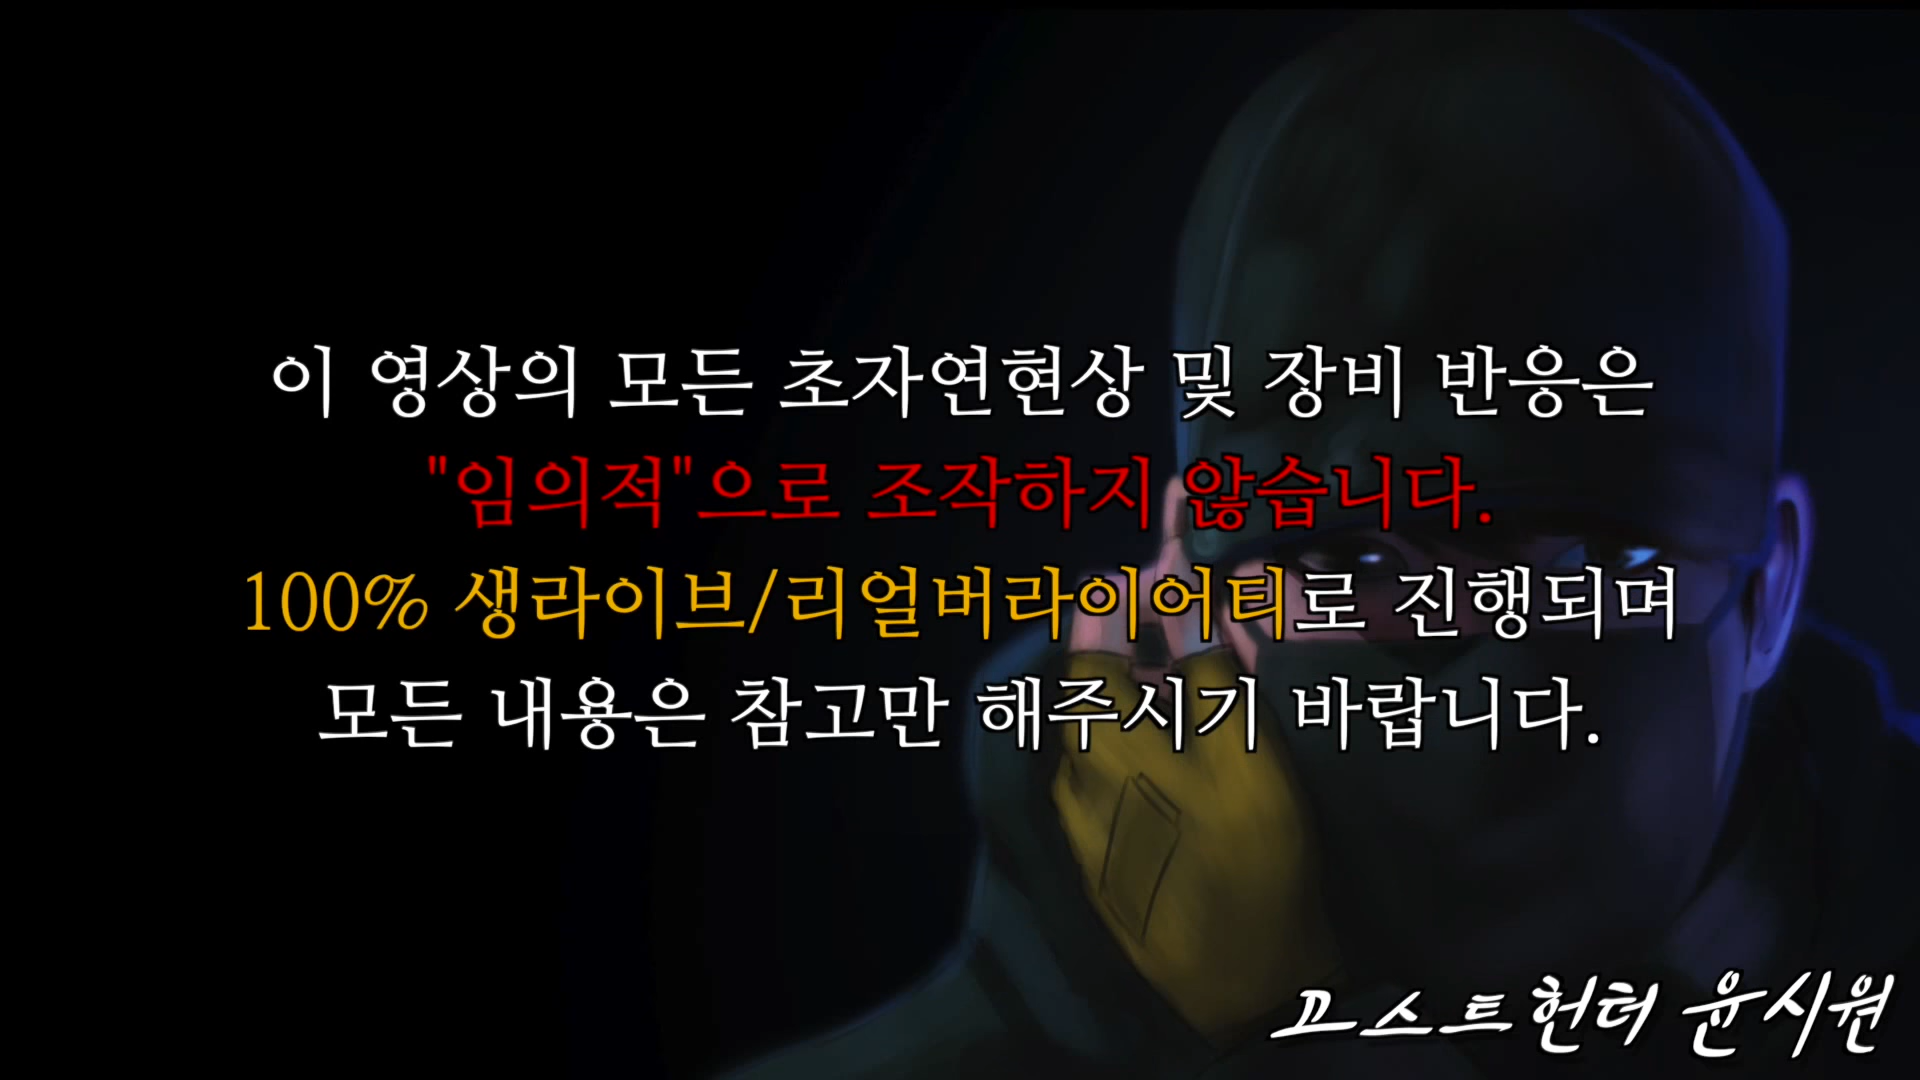 이 영상의 모든 초자연현상 및 장비 반응은
"임의적"으로 조작하지 않습니다.
100% 생라이브/리얼버라이어티로 진행되며
모든 내용은 참고만 해주시기 바랍니다.
고스트헌터 윤시원